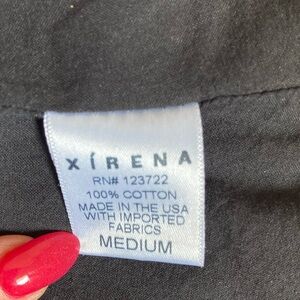 XíRENA
RN# 123722
100% COTTON
MADE IN THE USA
WITH IMPORTED
FABRICS
MEDIUM